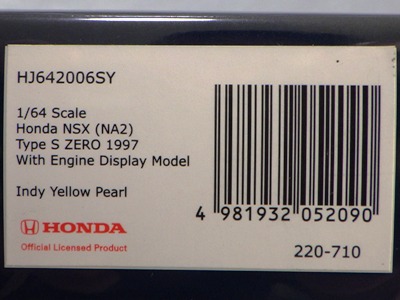 HJ642006SY
1/64 Scale
Honda NSX (NA2)
Type S ZERO 1997
With Engine Display Model
Indy Yellow Pearl
4 981932 052090
HONDA
Official Licensed Product
220-710